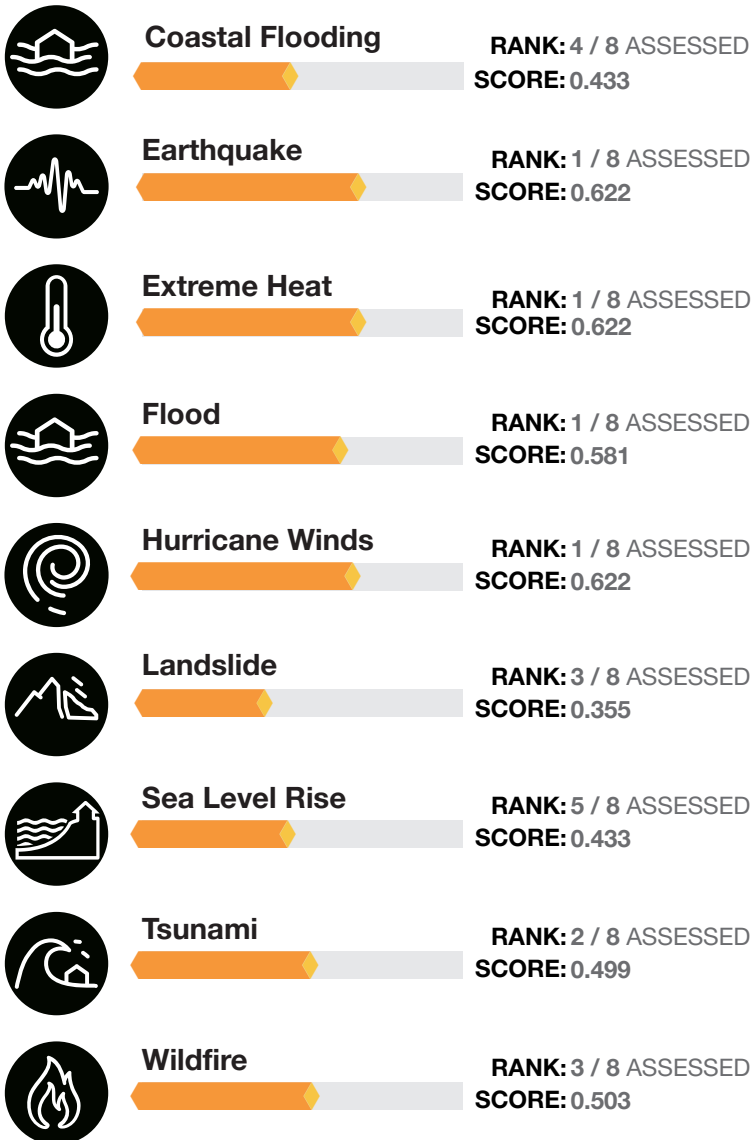 Coastal Flooding
RANK: 4 / 8 ASSESSED
SCORE: 0.433
Earthquake
RANK: 1 / 8 ASSESSED
SCORE: 0.622
Extreme Heat
RANK: 1 / 8 ASSESSED
SCORE: 0.622
Flood
RANK: 1 / 8 ASSESSED
SCORE: 0.581
Hurricane Winds
RANK: 1 / 8 ASSESSED
SCORE: 0.622
Landslide
RANK: 3 / 8 ASSESSED
SCORE: 0.355
Sea Level Rise
RANK: 5 / 8 ASSESSED
SCORE: 0.433
Tsunami
RANK: 2 / 8 ASSESSED
SCORE: 0.499
Wildfire
RANK: 3 / 8 ASSESSED
SCORE: 0.503